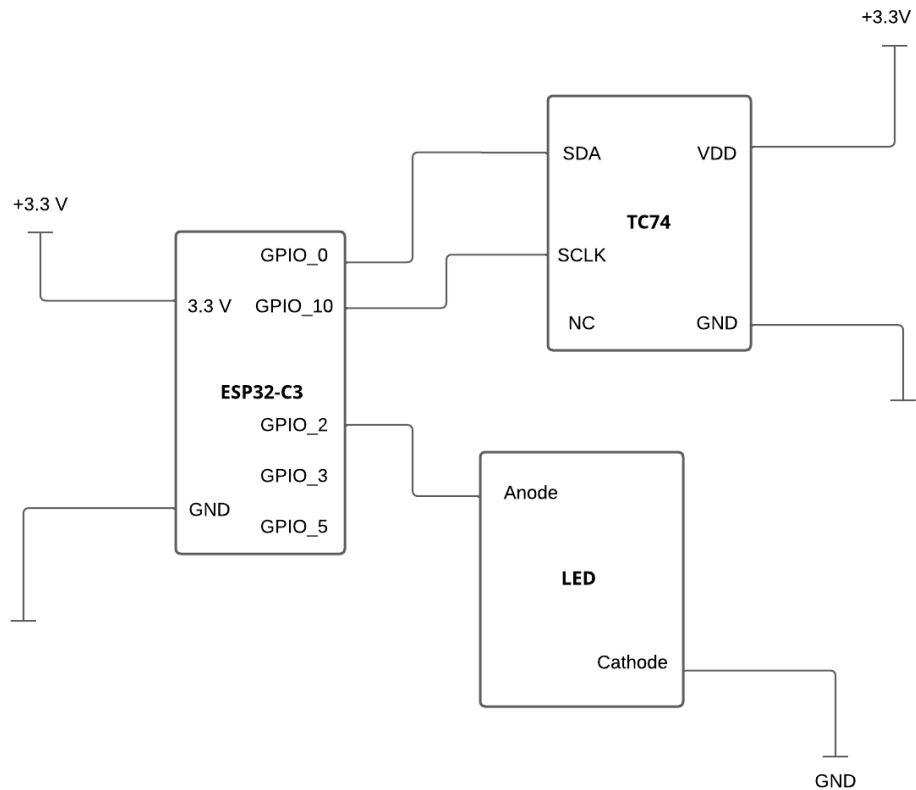 +3.3V
SDA
VDD
TC74
SCLK
NC
GND
+3.3 V
GPIO_0
3.3 V
GPIO_10
ESP32-C3
GPIO_2
GPIO_3
GND
GPIO_5
Anode
LED
Cathode
GND